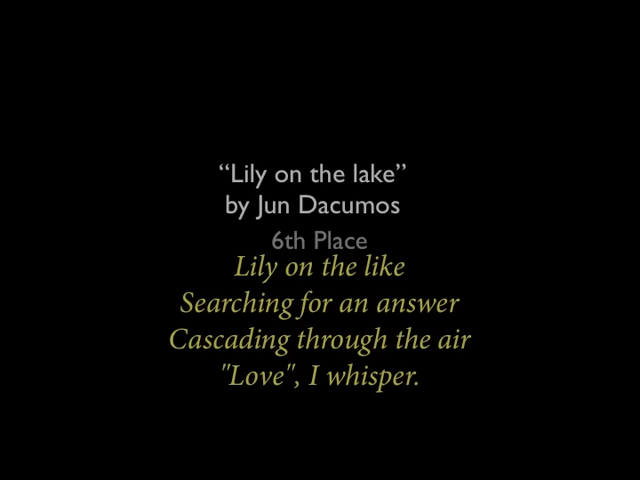 “Lily on the lake”
by Jun Dacumos
6th Place
Lily on the like
Searching for an answer
Cascading through the air
"Love", I whisper.